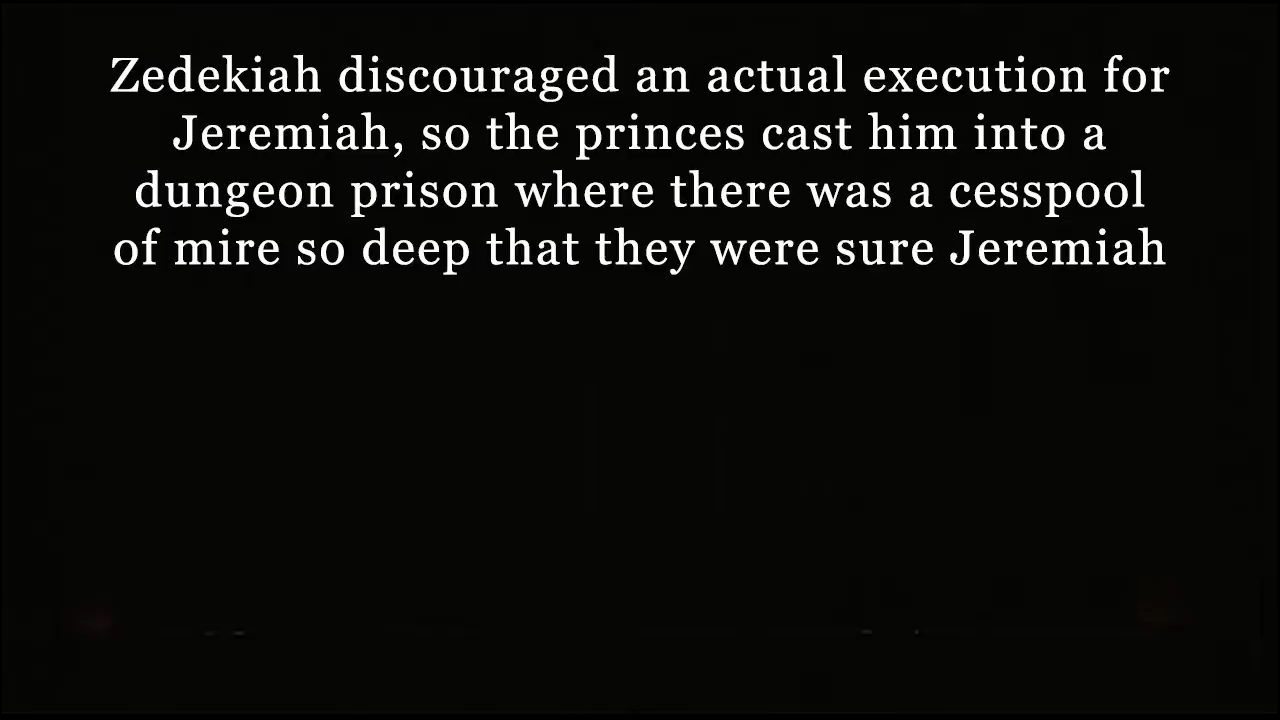 Zedekiah discouraged an actual execution for
Jeremiah, so the princes cast him into a
dungeon prison where there was a cesspool
of mire so deep that they were sure Jeremiah